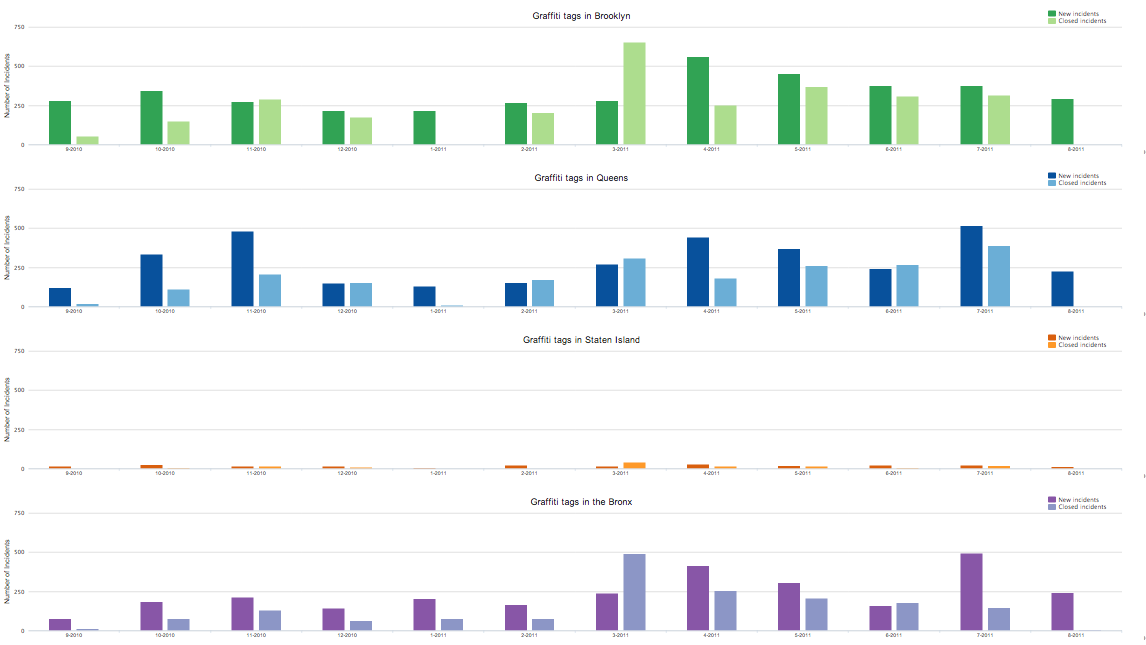 Graffiti tags in Brooklyn
New incidents
Closed incidents
Number of Incidents
750
500
250
0
9-2010 10-2010 11-2010 12-2010 1-2011 2-2011 3-2011 4-2011 5-2011 6-2011 7-2011 8-2011
Graffiti tags in Queens
New incidents
Closed incidents
Number of Incidents
750
500
250
0
9-2010 10-2010 11-2010 12-2010 1-2011 2-2011 3-2011 4-2011 5-2011 6-2011 7-2011 8-2011
Graffiti tags in Staten Island
New incidents
Closed incidents
Number of Incidents
750
500
250
0
9-2010 10-2010 11-2010 12-2010 1-2011 2-2011 3-2011 4-2011 5-2011 6-2011 7-2011 8-2011
Graffiti tags in the Bronx
New incidents
Closed incidents
Number of Incidents
750
500
250
0
9-2010 10-2010 11-2010 12-2010 1-2011 2-2011 3-2011 4-2011 5-2011 6-2011 7-2011 8-2011